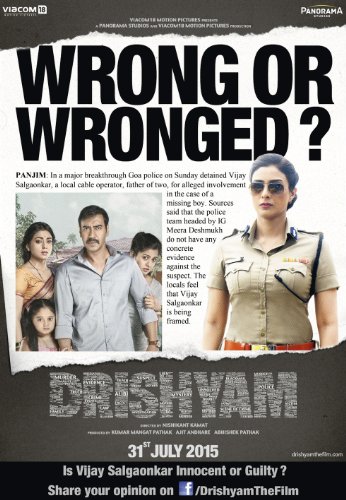 VIACOM 18
MOTION PICTURES
PANORAMA
STUDIOS
VIACOM18 MOTION PICTURES PRESENTS
A PANORAMA STUDIOS AND VIACOM18 MOTION PICTURES PRODUCTION
WRONG OR
WRONGED ?
PANJIM: In a major breakthrough Goa police on Sunday detained Vijay
Salgaonkar, a local cable operator, father of two, for alleged involvement
in the case of
a missing
boy. Sources
said that the police
team headed by IG
Meera Deshmukh
do not have any
concrete
evidence
against the
suspect. The
locals feel
that Vijay
Salgaonkar
is being
framed.
DRISHYAM
DIRECTED BY NISHIKANT KAMAT
PRODUCED BY KUMAR MANGAT PATHAK AJIT ANDHARE ABHISHEK PATHAK
31ST JULY 2015
drishyamthefilm.com
Is Vijay Salgaonkar Innocent or Guilty ?
Share your opinion on f/DrishyamTheFilm